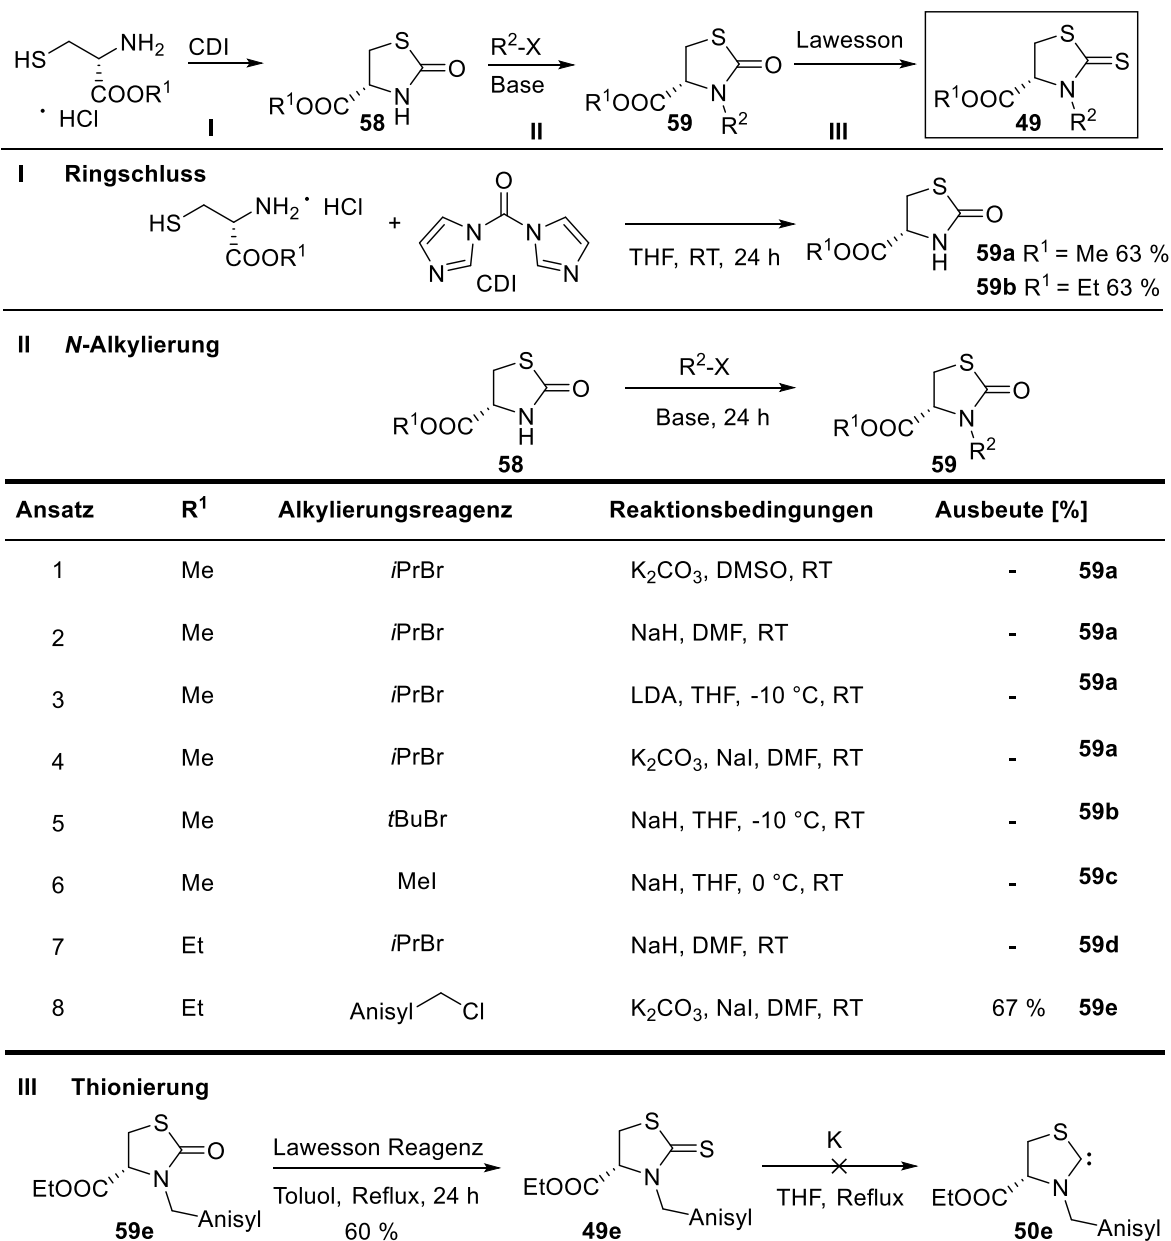 HS NH2 COOR1 · HCl CDI I R1OOC S O N H 58 R2-X Base II R1OOC S O N R2 59 Lawesson III R1OOC S S N R2 49
I Ringschluss
HS NH2 · HCl COOR1 + O N N N N CDI THF, RT, 24 h R1OOC S O N H
59a R1 = Me 63 %
59b R1 = Et 63 %
II N-Alkylierung
R1OOC S O N H 58 R2-X Base, 24 h R1OOC S O N R2 59
Ansatz R1 Alkylierungsreagenz Reaktionsbedingungen Ausbeute [%]
1 Me iPrBr K2CO3, DMSO, RT - 59a
2 Me iPrBr NaH, DMF, RT - 59a
3 Me iPrBr LDA, THF, -10 °C, RT - 59a
4 Me iPrBr K2CO3, NaI, DMF, RT - 59a
5 Me tBuBr NaH, THF, -10 °C, RT - 59b
6 Me MeI NaH, THF, 0 °C, RT - 59c
7 Et iPrBr NaH, DMF, RT - 59d
8 Et Anisyl Cl K2CO3, NaI, DMF, RT 67 % 59e
III Thionierung
EtOOC S O N Anisyl 59e Lawesson Reagenz Toluol, Reflux, 24 h 60 % EtOOC S S N Anisyl 49e K THF, Reflux EtOOC S : N Anisyl 50e